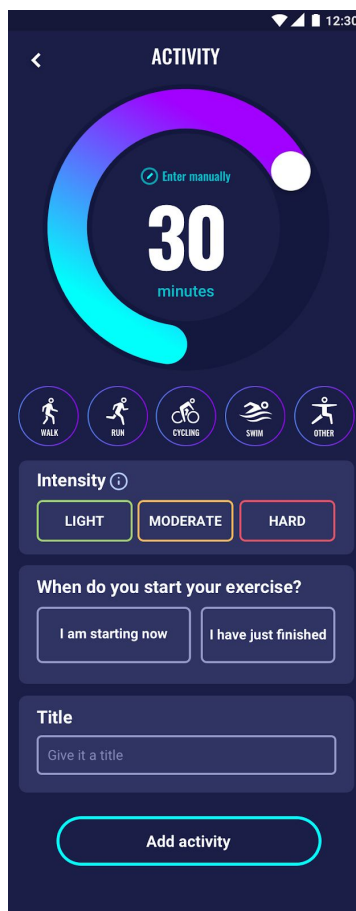 12:30
ACTIVITY
Enter manually
30
minutes
WALK RUN CYCLING SWIM OTHER
Intensity
LIGHT MODERATE HARD
When do you start your exercise?
I am starting now I have just finished
Title
Give it a title
Add activity